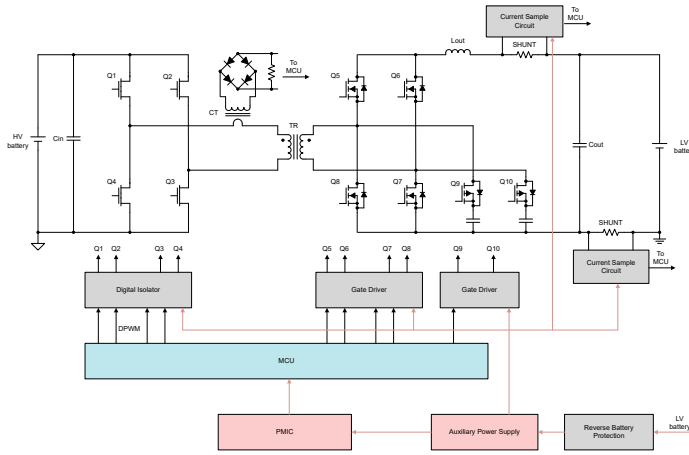 Current Sample
Circuit
To
MCU
SHUNT
Lout
Q1
Q2
To
MCU
CT
Q5
Q6
HV
battery
Cin
TR
Cout
LV
batte
Q4
Q3
Q8
Q7
Q9
Q10
SHUNT
Q1
Q2
Q3
Q4
Q5
Q6
Q7
Q8
Q9
Q10
To
MCU
Current Sample
Circuit
Digital Isolator
Gate Driver
Gate Driver
DPWM
MCU
PMIC
Auxiliary Power Supply
Reverse Battery
Protection
LV
battery